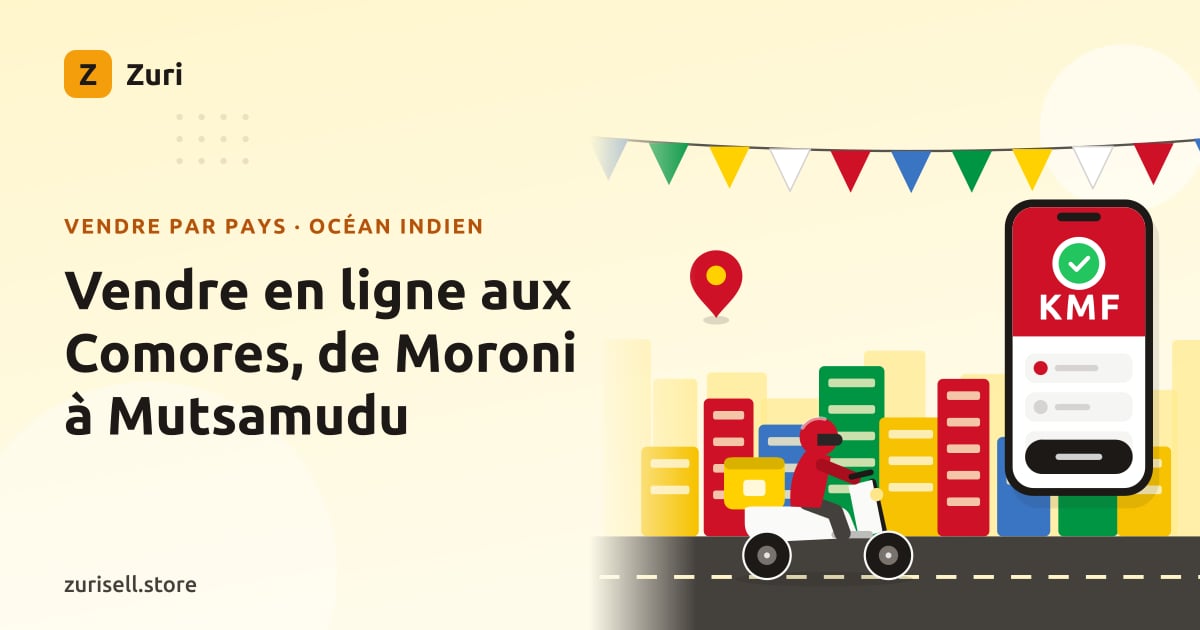 Z Zuri
VENDRE PAR PAYS · OCÉAN INDIEN
Vendre en ligne aux
Comores, de Moroni
à Mutsamudu
KMF
zurisell.store